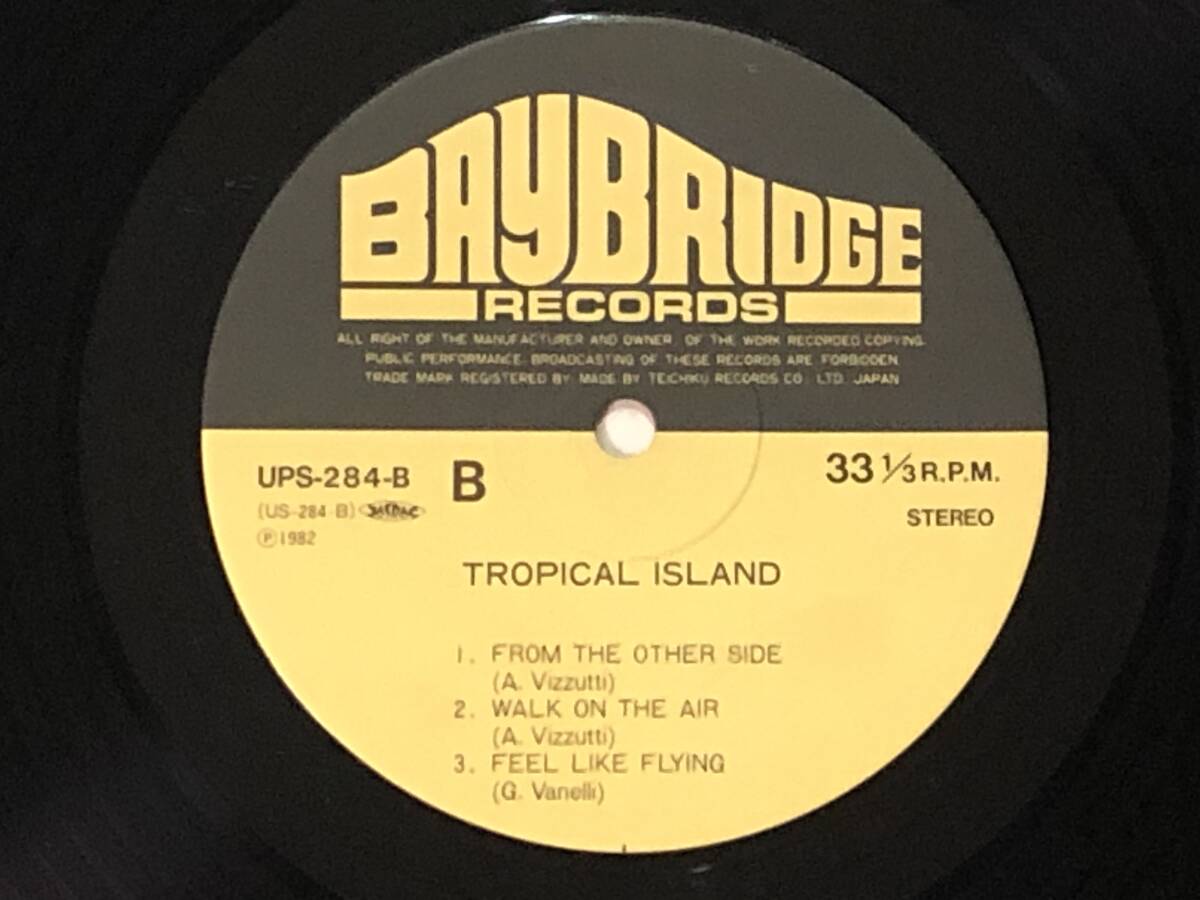 BAYBRIDGE
RECORDS
ALL RIGHT OF THE MANUFACTURER AND OWNER OF THE WORK RECORDED COPYING
PUBLIC PERFORMANCE BROADCASTING OF THESE RECORDS ARE FORBIDDEN
TRADE MARK REGISTERED BY MADE BY TEICHIKU RECORDS CO. LTD. JAPAN
UPS-284-B B 33 1/3 R.P.M.
(US-284-B)
Ⓟ1982
STEREO
TROPICAL ISLAND
1. FROM THE OTHER SIDE
(A. Vizzutti)
2. WALK ON THE AIR
(A. Vizzutti)
3. FEEL LIKE FLYING
(G. Vanelli)